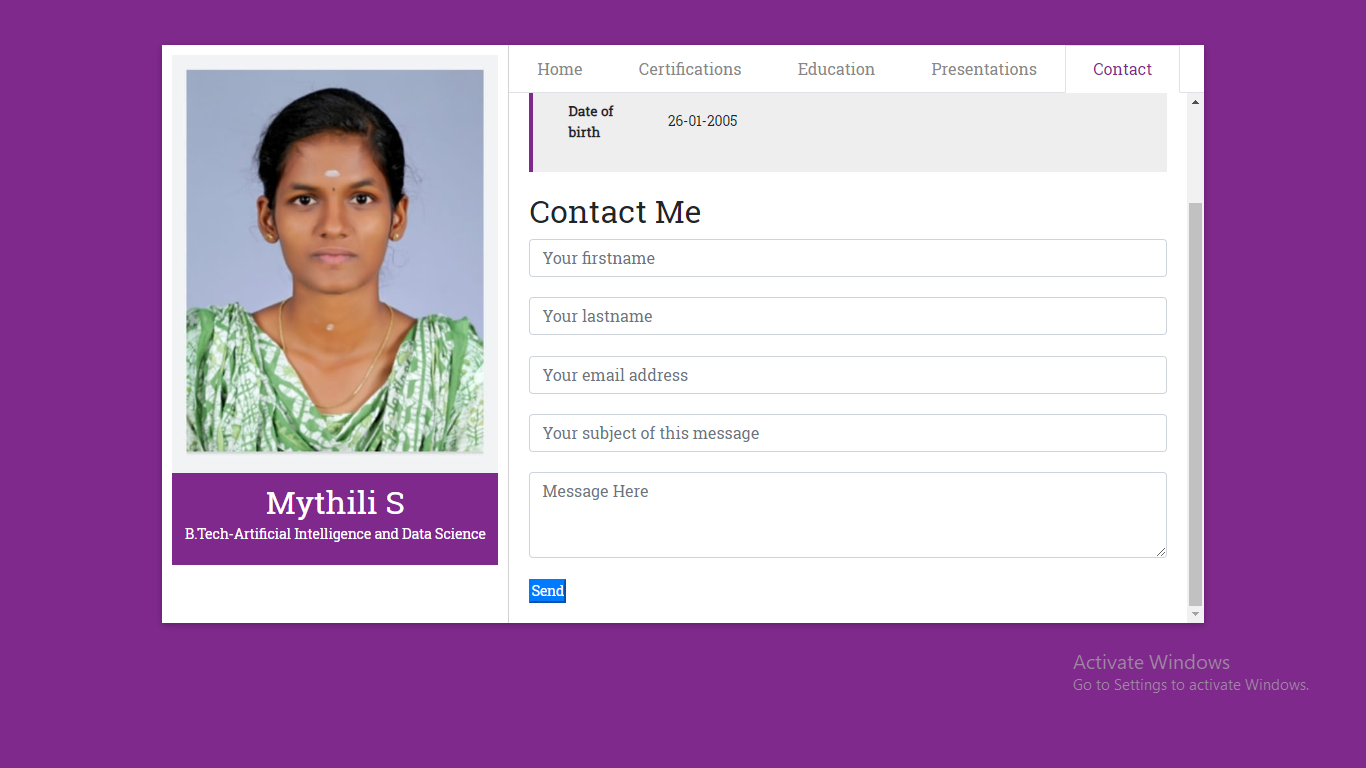 Home
Certifications
Education
Presentations
Contact
Date of
birth
26-01-2005
Contact Me
Your firstname
Your lastname
Your email address
Your subject of this message
Message Here
Send
Mythili S
B.Tech-Artificial Intelligence and Data Science
Activate Windows
Go to Settings to activate Windows.